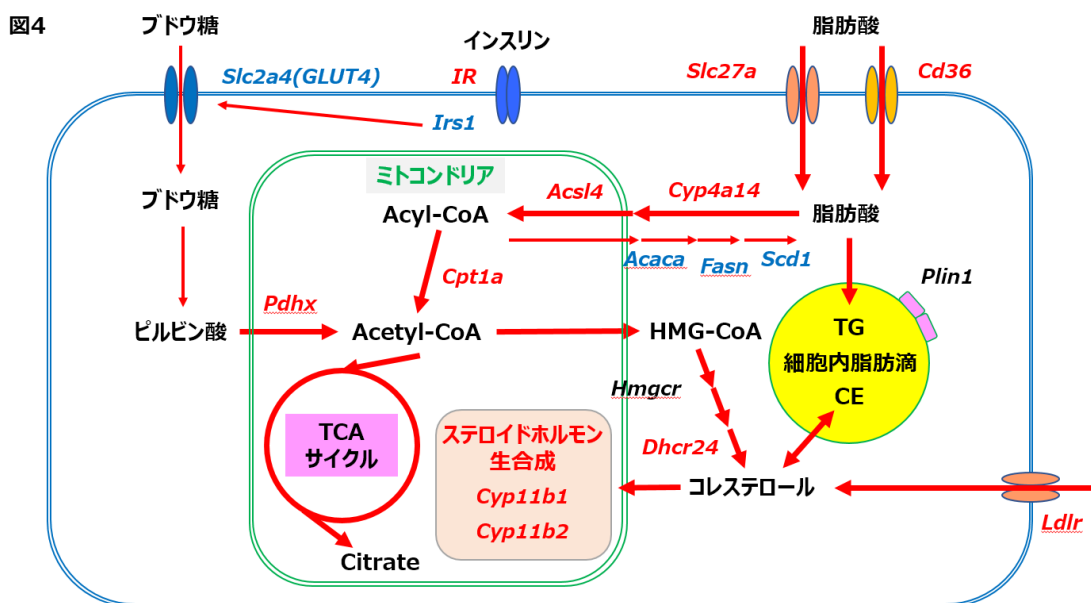 図4
ブドウ糖
インスリン
脂肪酸
Slc2a4(GLUT4)
IR
Slc27a
Cd36
Irs1
ミトコンドリア
ブドウ糖
Acyl-CoA
Acsl4
Cyp4a14
脂肪酸
Acaca
Fasn
Scd1
Cpt1a
Plin1
Pdhx
ピルビン酸
Acetyl-CoA
HMG-CoA
TG
細胞内脂肪滴
CE
Hmgcr
TCA
サイクル
ステロイドホルモン
生合成
Cyp11b1
Cyp11b2
Dhcr24
コレステロール
Ldlr
Citrate